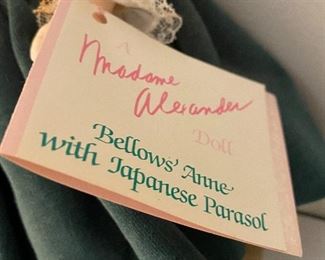 A
Madame
Alexander
Doll
Bellows' Anne
with Japanese Parasol